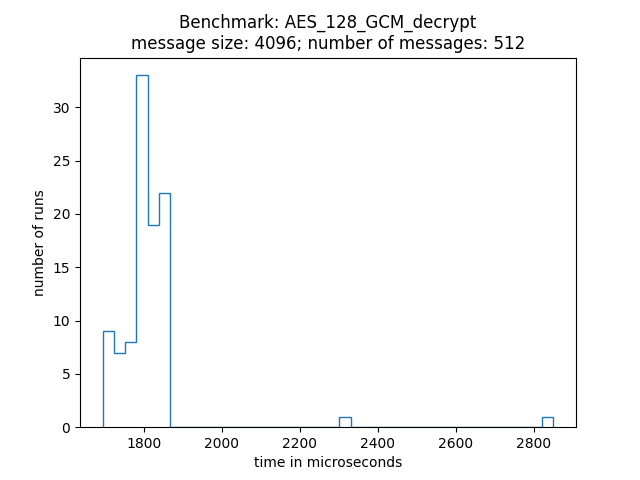 Benchmark: AES_128_GCM_decrypt
message size: 4096; number of messages: 512
30
25
20
15
10
5
0
number of runs
1800 2000 2200 2400 2600 2800
time in microseconds